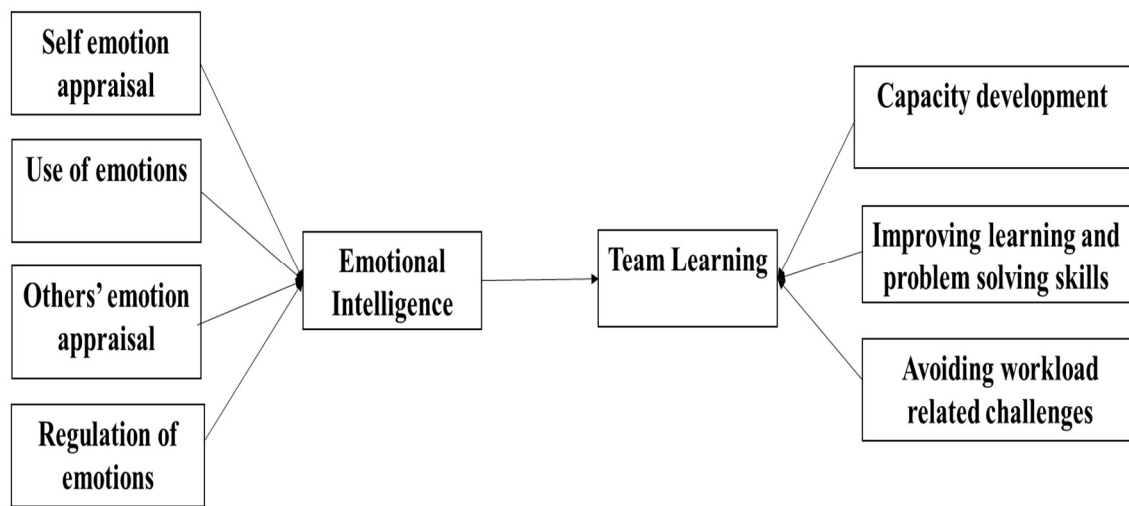 Self emotion
appraisal
Use of emotions
Others’ emotion
appraisal
Regulation of
emotions
Emotional
Intelligence
Team Learning
Capacity development
Improving learning and
problem solving skills
Avoiding workload
related challenges